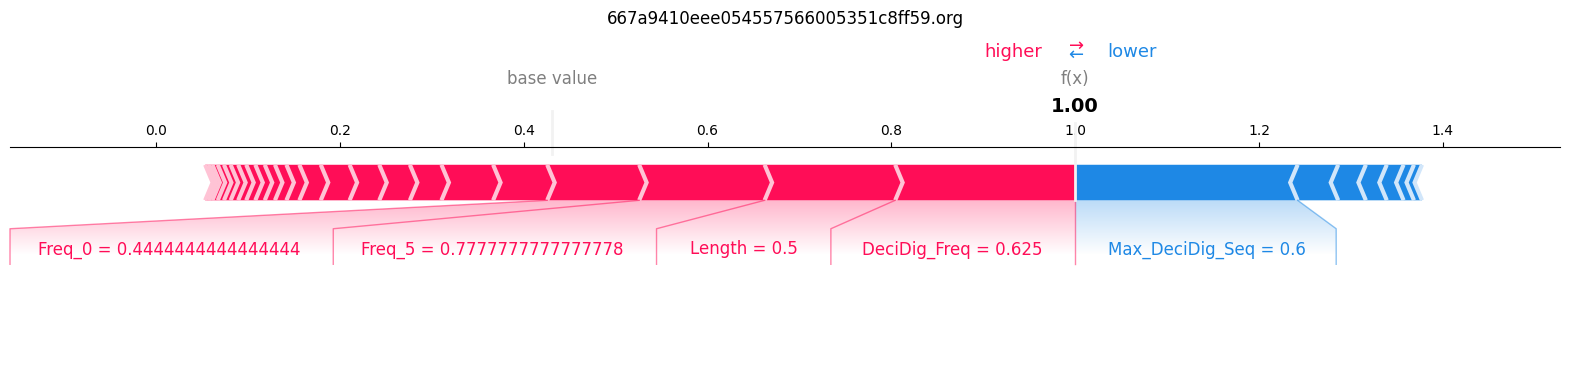 667a9410eee054557566005351c8ff59.org
higher ⇄ lower
base value f(x)
1.00
0.0 0.2 0.4 0.6 0.8 1.0 1.2 1.4
Freq_0 = 0.4444444444444444 Freq_5 = 0.7777777777777778 Length = 0.5 DeciDig_Freq = 0.625 Max_DeciDig_Seq = 0.6